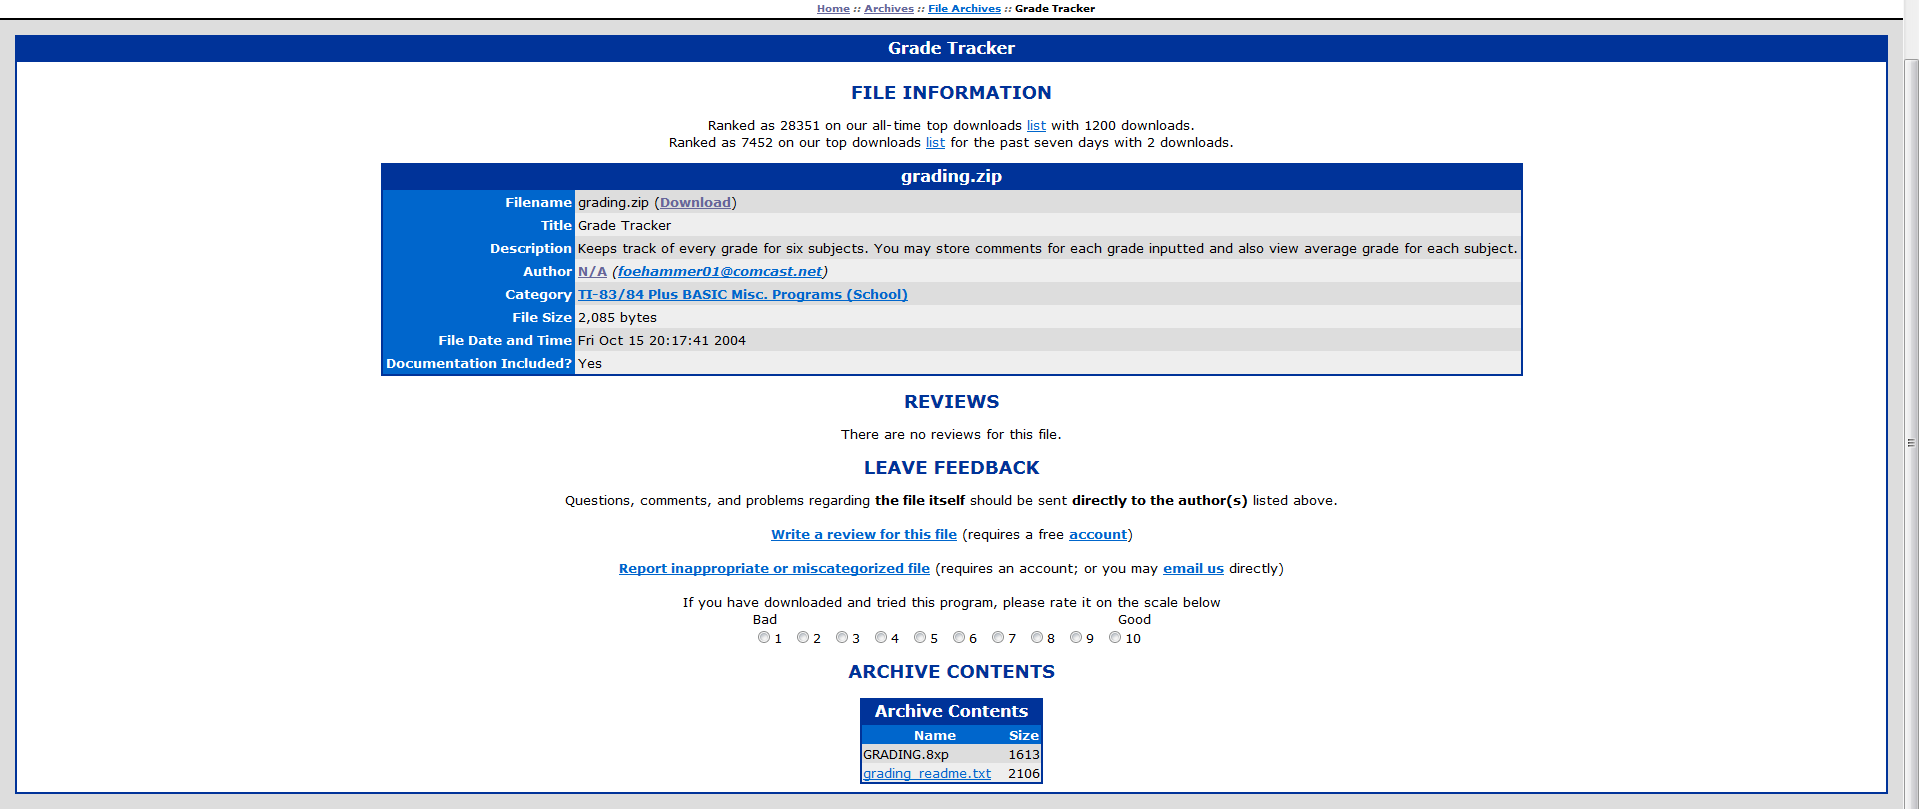 Home :: Archives :: File Archives :: Grade Tracker
Grade Tracker
FILE INFORMATION
Ranked as 28351 on our all-time top downloads list with 1200 downloads.
Ranked as 7452 on our top downloads list for the past seven days with 2 downloads.
grading.zip
Filename grading.zip (Download)
Title Grade Tracker
Description Keeps track of every grade for six subjects. You may store comments for each grade inputted and also view average grade for each subject.
Author N/A (foehammer01@comcast.net)
Category TI-83/84 Plus BASIC Misc. Programs (School)
File Size 2,085 bytes
File Date and Time Fri Oct 15 20:17:41 2004
Documentation Included? Yes
REVIEWS
There are no reviews for this file.
LEAVE FEEDBACK
Questions, comments, and problems regarding the file itself should be sent directly to the author(s) listed above.
Write a review for this file (requires a free account)
Report inappropriate or miscategorized file (requires an account; or you may email us directly)
If you have downloaded and tried this program, please rate it on the scale below
Bad Good
1 2 3 4 5 6 7 8 9 10
ARCHIVE CONTENTS
Archive Contents
Name Size
GRADING.8xp 1613
grading_readme.txt 2106